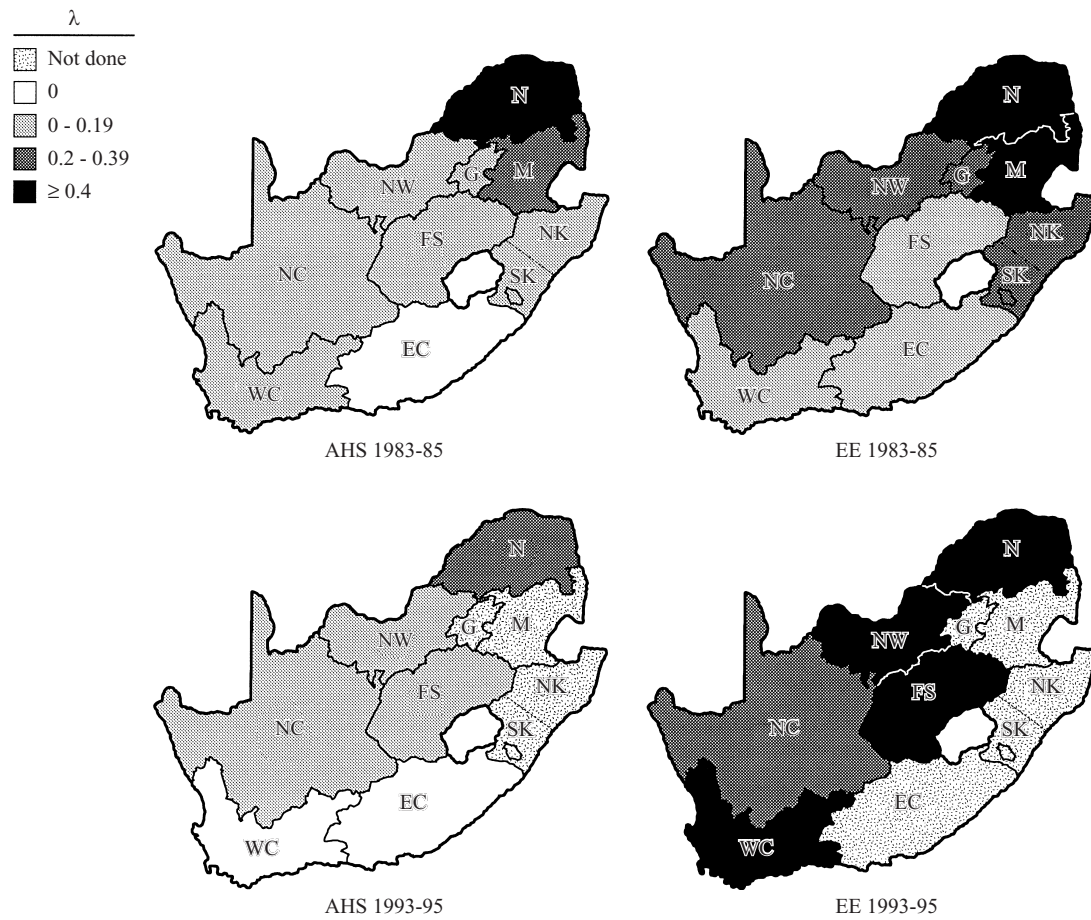 λ
Not done
0
0 - 0.19
0.2 - 0.39
≥ 0.4
N
M
G
NW
FS
NK
NC
SK
EC
WC
AHS 1983-85
N
M
G
NW
FS
NK
NC
SK
EC
WC
EE 1983-85
N
G
M
NW
NK
FS
NC
SK
EC
WC
AHS 1993-95
N
G
M
NW
NK
FS
NC
SK
EC
WC
EE 1993-95